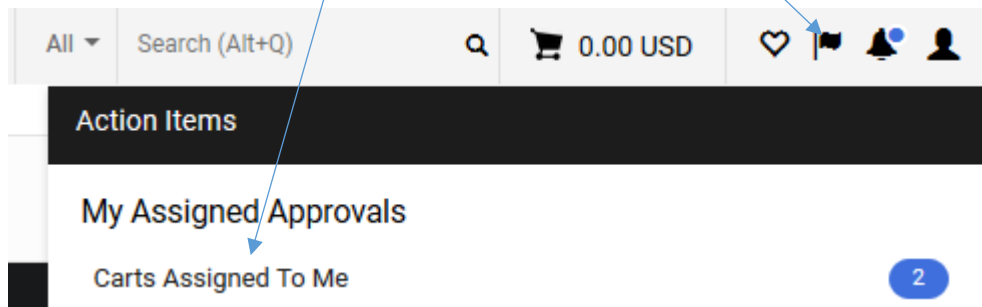 All Search (Alt+Q) 0.00 USD
Action Items
My Assigned Approvals
Carts Assigned To Me 2